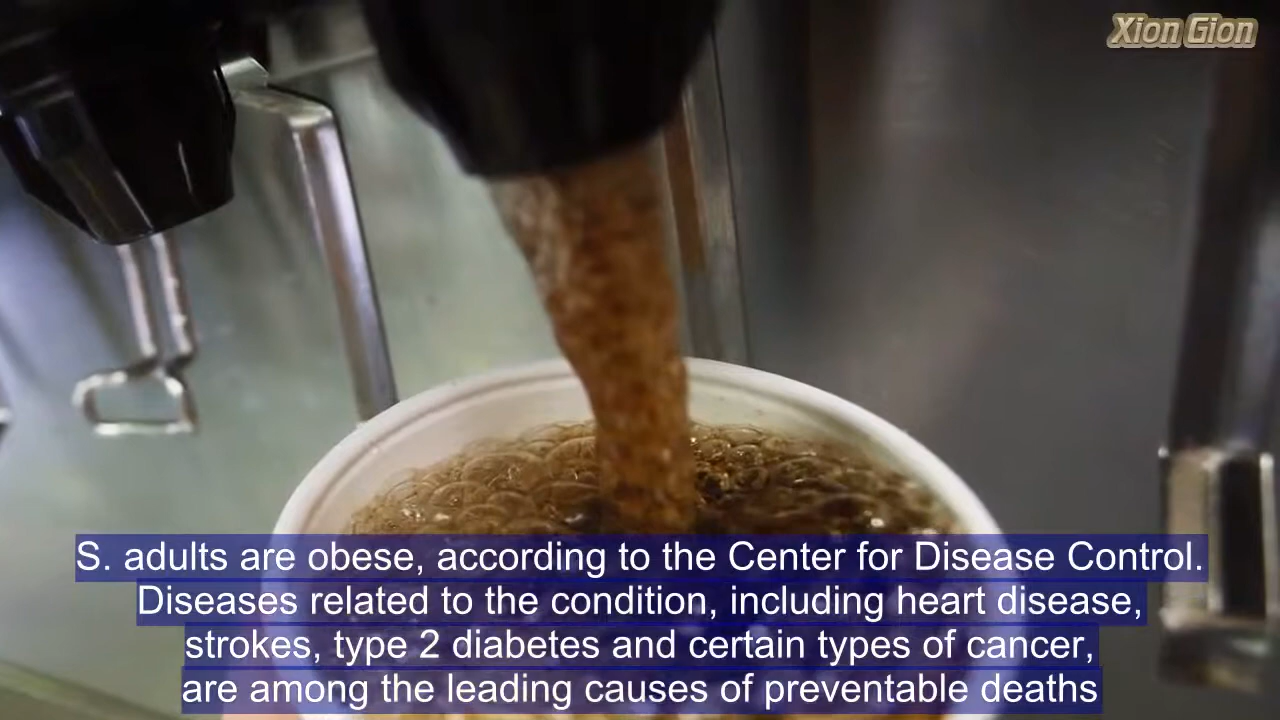 Xion Gion
S. adults are obese, according to the Center for Disease Control.
Diseases related to the condition, including heart disease,
strokes, type 2 diabetes and certain types of cancer,
are among the leading causes of preventable deaths